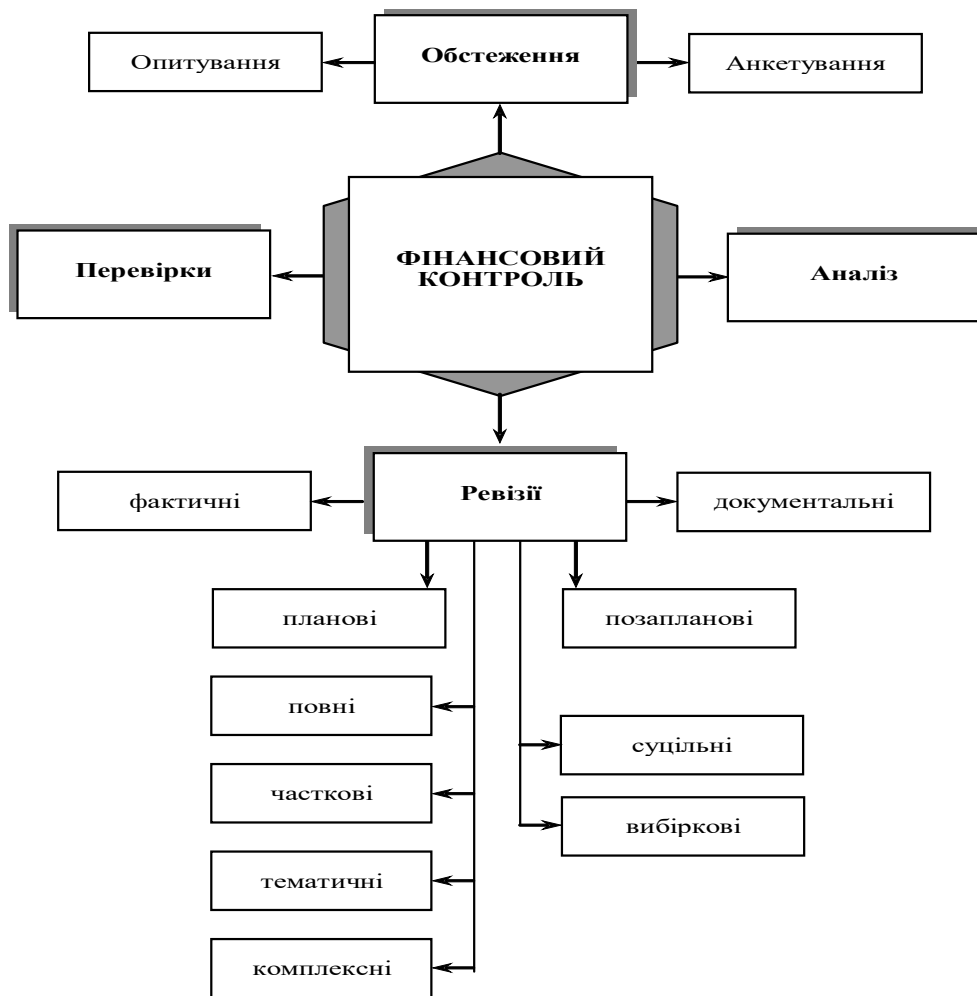 Обстеження
Опитування
Анкетування
ФІНАНСОВИЙ
КОНТРОЛЬ
Перевірки
Аналіз
Ревізії
фактичні
документальні
планові
позапланові
повні
суцільні
часткові
вибіркові
тематичні
комплексні